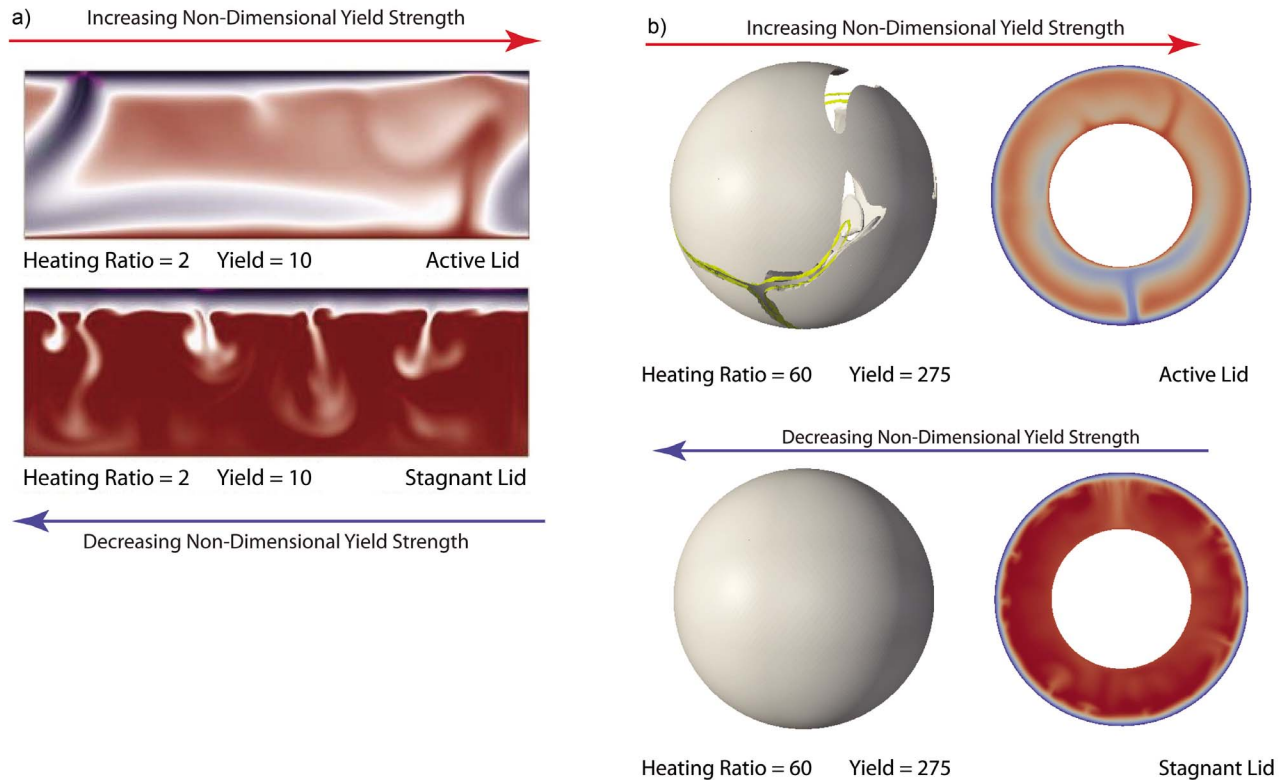 a)
Increasing Non-Dimensional Yield Strength
Heating Ratio = 2 Yield = 10 Active Lid
Heating Ratio = 2 Yield = 10 Stagnant Lid
Decreasing Non-Dimensional Yield Strength
b)
Increasing Non-Dimensional Yield Strength
Heating Ratio = 60 Yield = 275 Active Lid
Decreasing Non-Dimensional Yield Strength
Heating Ratio = 60 Yield = 275 Stagnant Lid